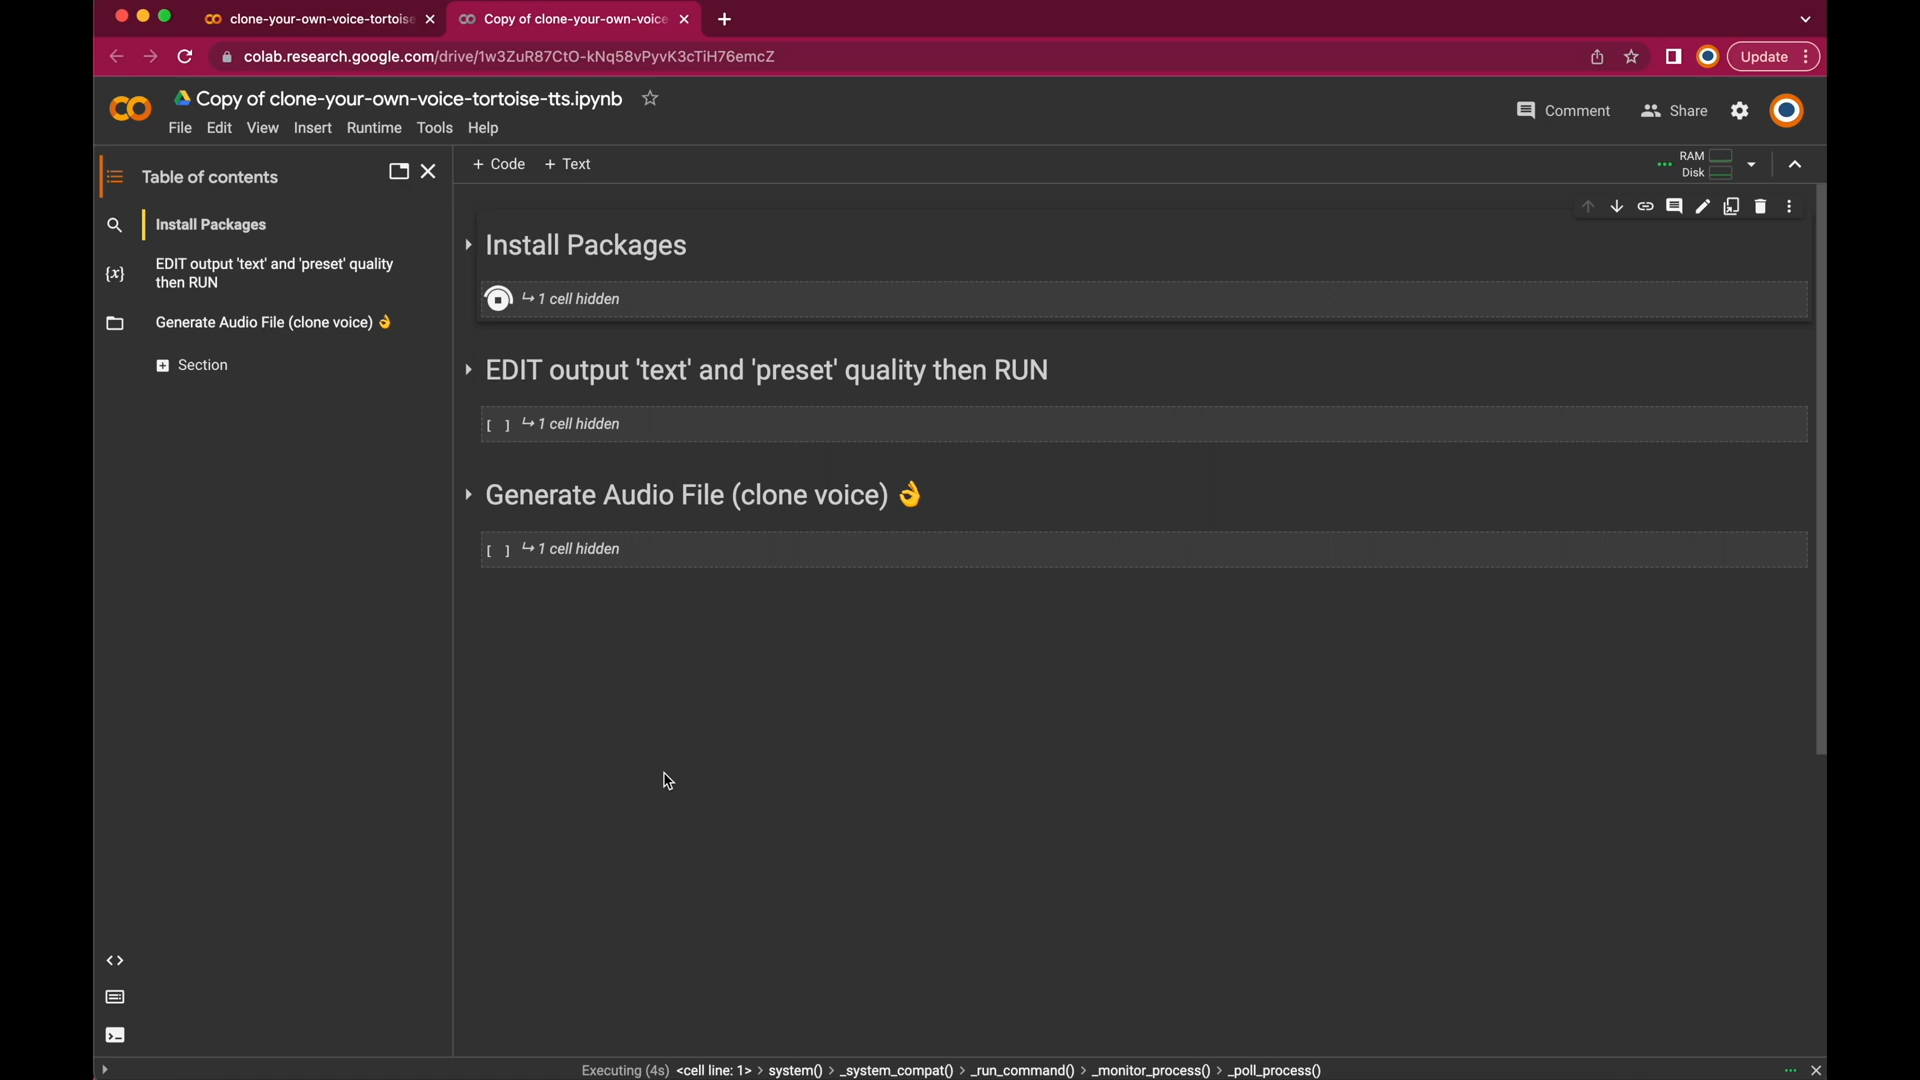 clone-your-own-voice-tortoise
Copy of clone-your-own-voice
colab.research.google.com/drive/1w3ZuR87CtO-kNq58vPyvK3cTiH76emcZ
Update
Copy of clone-your-own-voice-tortoise-tts.ipynb
File Edit View Insert Runtime Tools Help
Comment
Share
Table of contents
+ Code + Text
RAM
Disk
Install Packages
EDIT output 'text' and 'preset' quality
then RUN
Generate Audio File (clone voice) 👌
Section
Install Packages
1 cell hidden
EDIT output 'text' and 'preset' quality then RUN
[ ] 1 cell hidden
Generate Audio File (clone voice) 👌
[ ] 1 cell hidden
{x}
Executing (4s) <cell line: 1> > system() > _system_compat() > _run_command() > _monitor_process() > _poll_process()